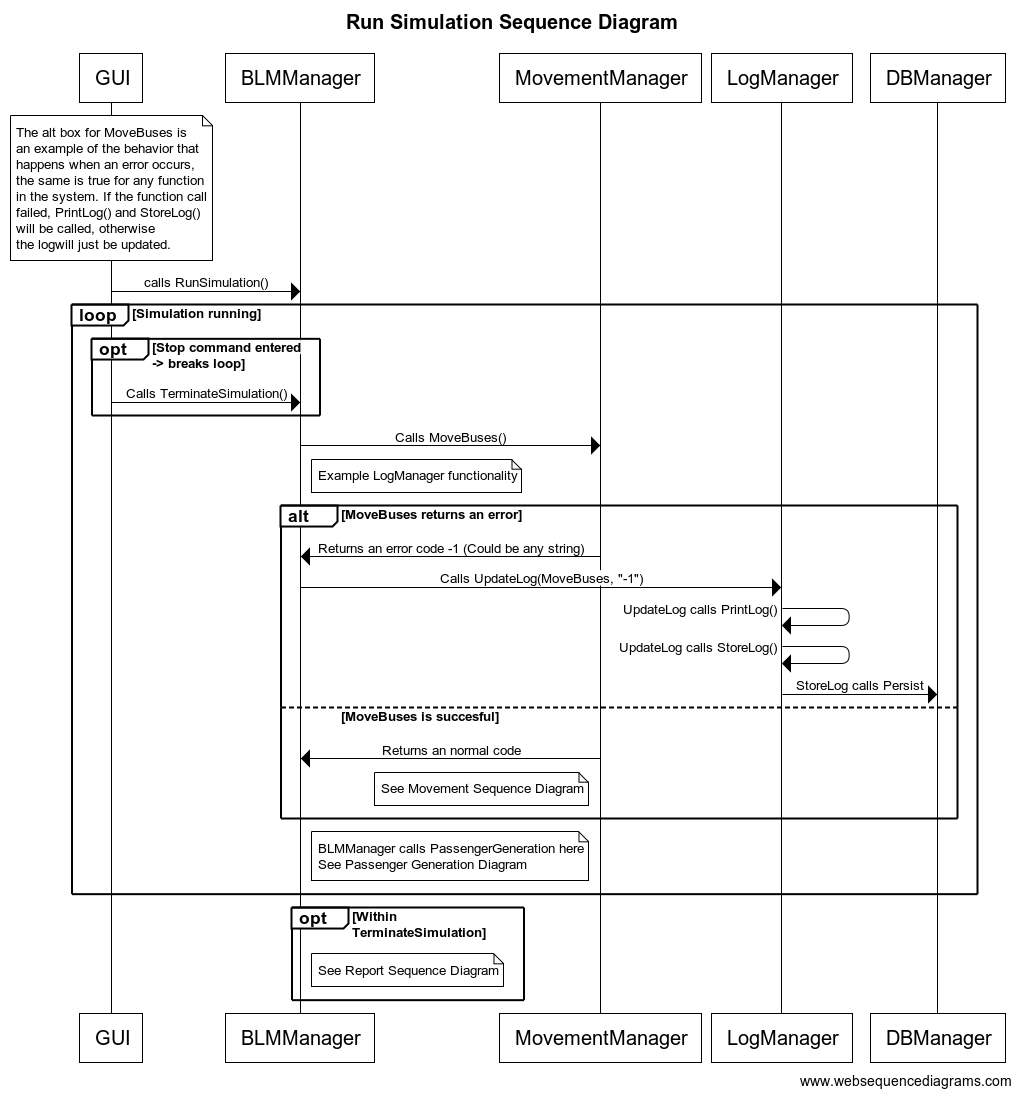 Run Simulation Sequence Diagram
GUI
BLMManager
MovementManager
LogManager
DBManager
The alt box for MoveBuses is
an example of the behavior that
happens when an error occurs,
the same is true for any function
in the system. If the function call
failed, PrintLog() and StoreLog()
will be called, otherwise
the logwill just be updated.
calls RunSimulation()
loop
[Simulation running]
opt
[Stop command entered
-> breaks loop]
Calls TerminateSimulation()
Calls MoveBuses()
Example LogManager functionality
alt
[MoveBuses returns an error]
Returns an error code -1 (Could be any string)
Calls UpdateLog(MoveBuses, "-1")
UpdateLog calls PrintLog()
UpdateLog calls StoreLog()
StoreLog calls Persist
[MoveBuses is succesful]
Returns an normal code
See Movement Sequence Diagram
BLMManager calls PassengerGeneration here
See Passenger Generation Diagram
opt
[Within
TerminateSimulation]
See Report Sequence Diagram
GUI
BLMManager
MovementManager
LogManager
DBManager
www.websequencediagrams.com